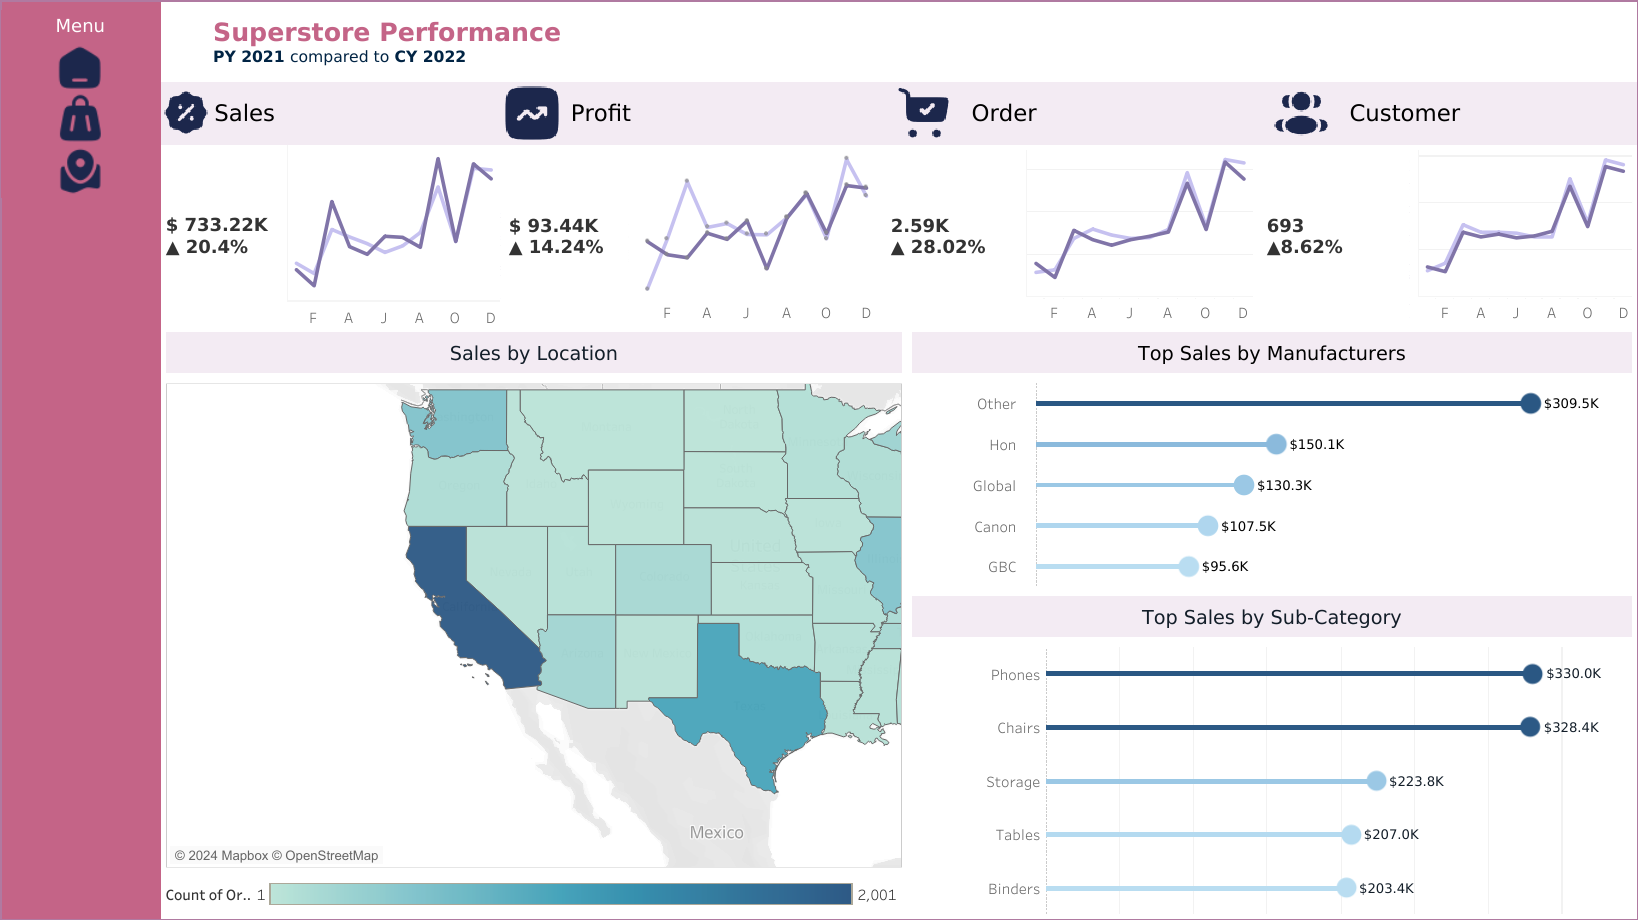 Menu
Superstore Performance
PY 2021 compared to CY 2022
Sales
Profit
Order
Customer
$ 733.22K
▲ 20.4%
F A J A O D
$ 93.44K
▲ 14.24%
F A J A O D
2.59K
▲ 28.02%
F A J A O D
693
▲8.62%
F A J A O D
Sales by Location
Mexico
© 2024 Mapbox © OpenStreetMap
Count of Or.. 1 2,001
Top Sales by Manufacturers
Other $309.5K
Hon $150.1K
Global $130.3K
Canon $107.5K
GBC $95.6K
Top Sales by Sub-Category
Phones $330.0K
Chairs $328.4K
Storage $223.8K
Tables $207.0K
Binders $203.4K